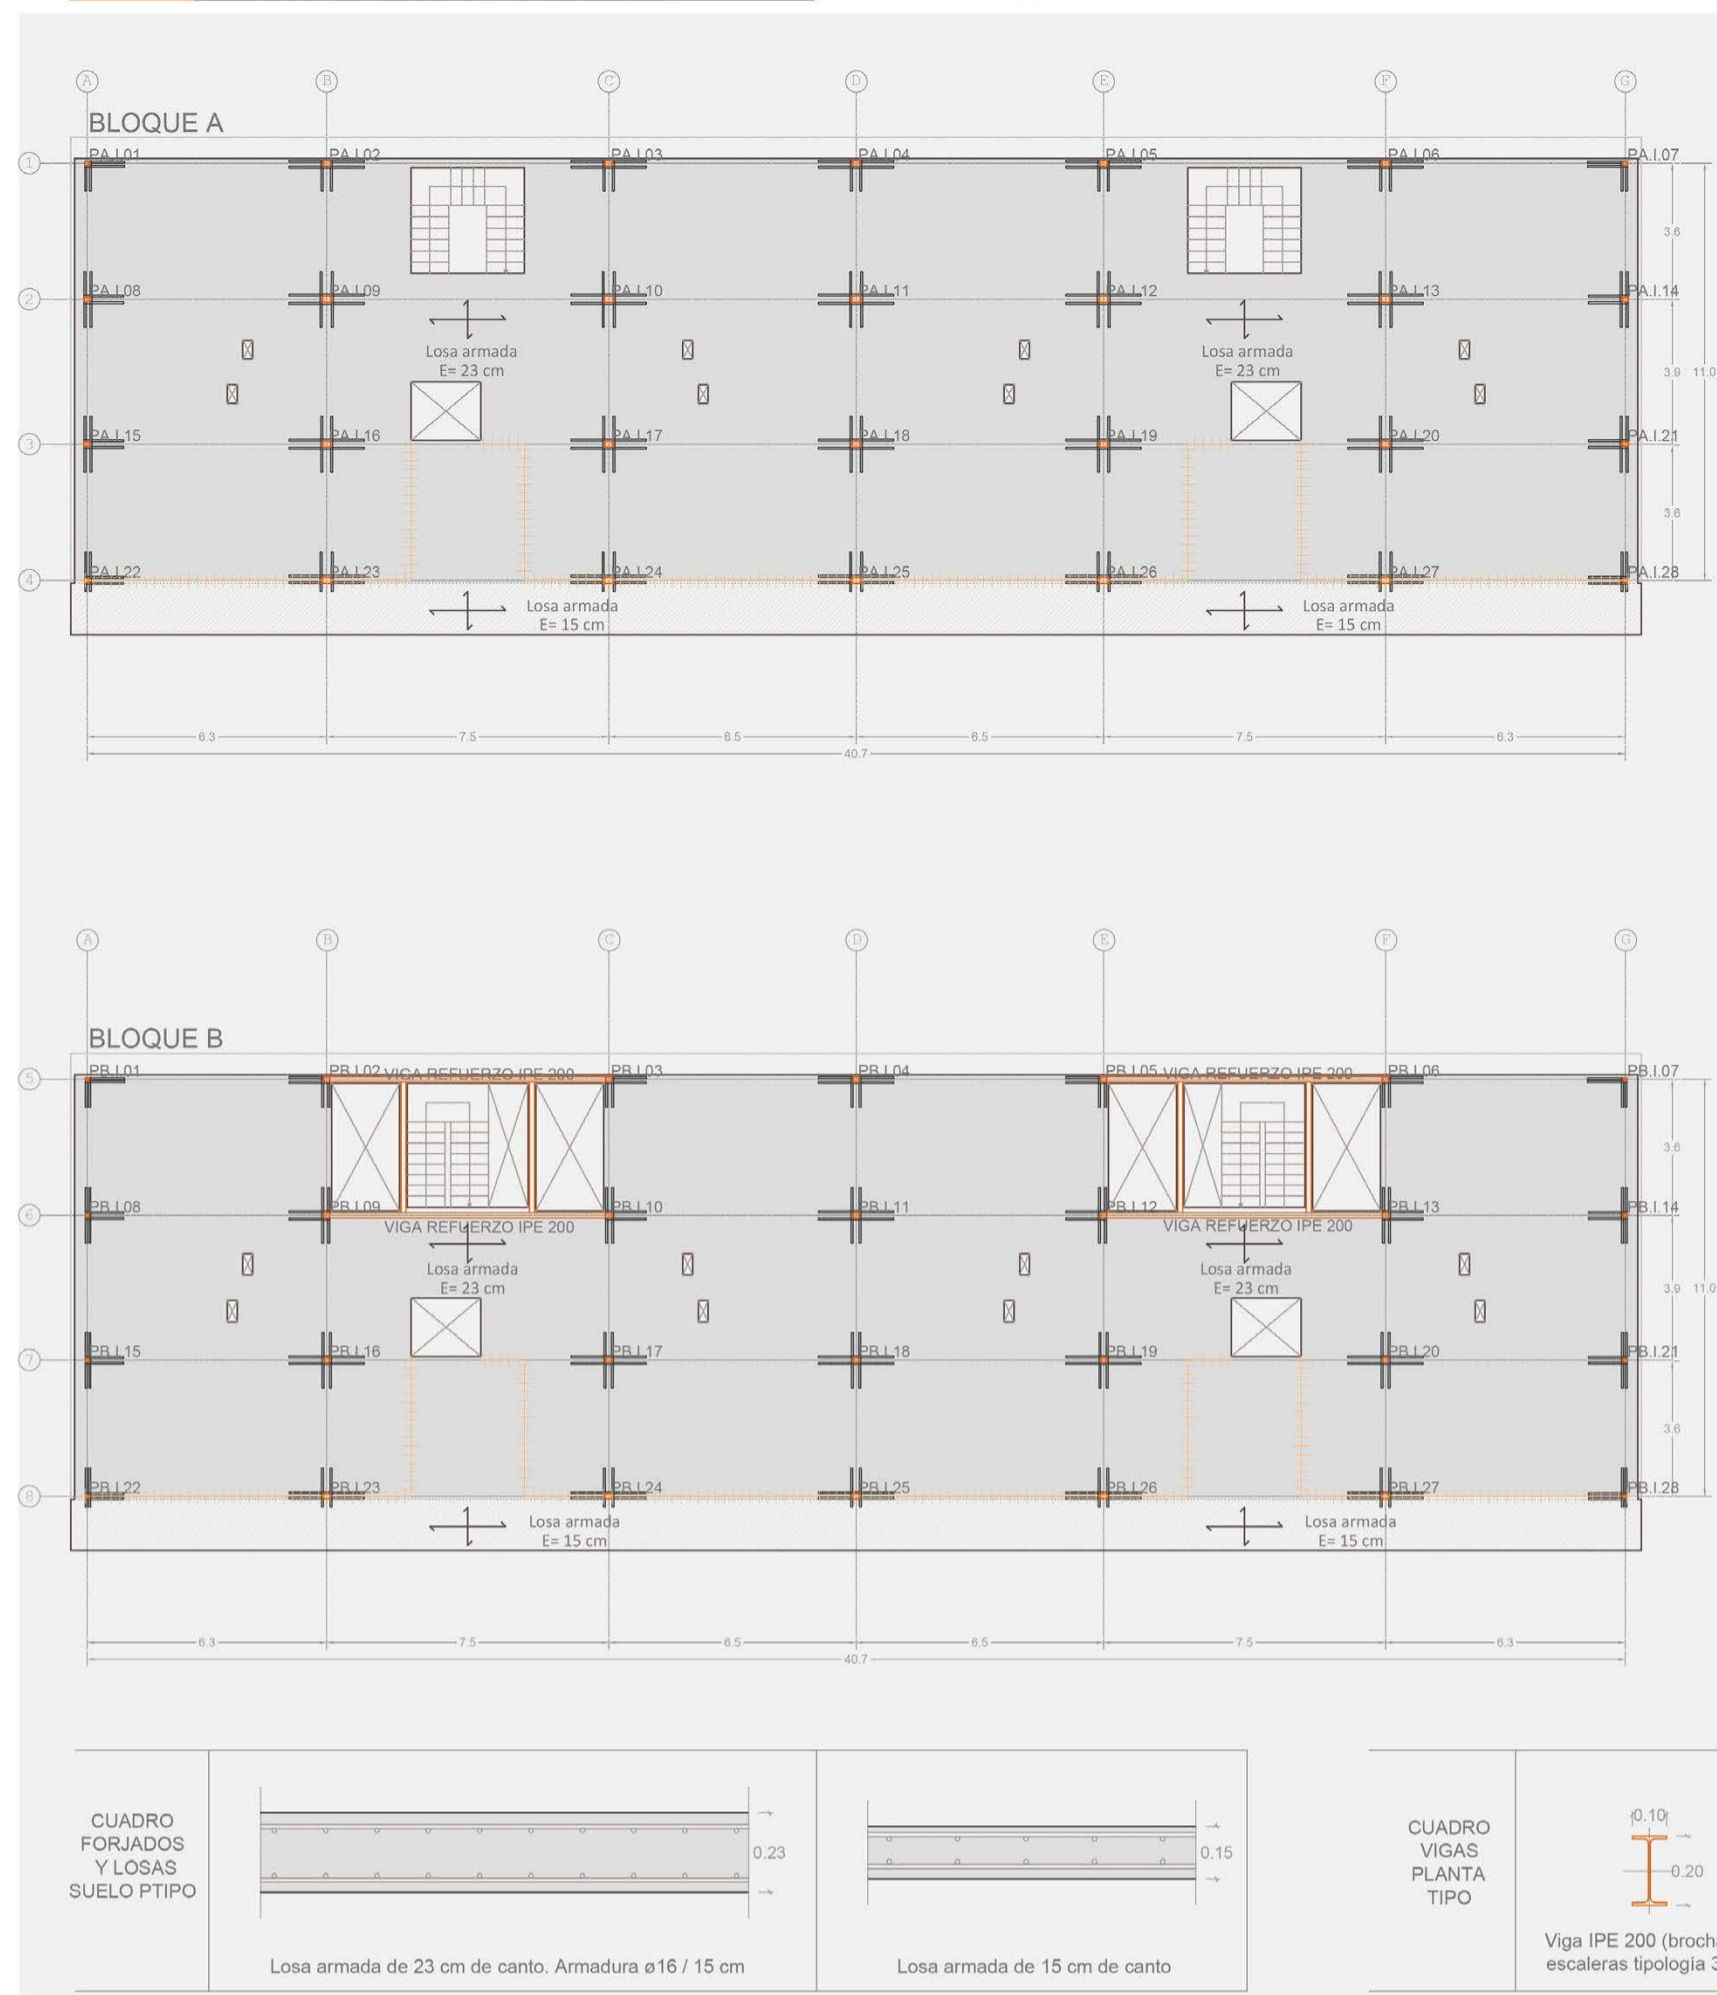 A B C D E F G
BLOQUE A
1 PA.I.01 PA.I.02 PA.I.03 PA.I.04 PA.I.05 PA.I.06 PA.I.07
3.6
2 PA.I.08 PA.I.09 PA.I.10 PA.I.11 PA.I.12 PA.I.13 PA.I.14
Losa armada Losa armada
E= 23 cm E= 23 cm
3.9 11.0
3 PA.I.15 PA.I.16 PA.I.17 PA.I.18 PA.I.19 PA.I.20 PA.I.21
3.6
4 PA.I.22 PA.I.23 PA.I.24 PA.I.25 PA.I.26 PA.I.27 PA.I.28
Losa armada Losa armada
E= 15 cm E= 15 cm
6.3 7.5 6.5 6.5 7.5 6.3
40.7
A B C D E F G
BLOQUE B
5 PB.I.01 PB.I.02 VIGA REFUERZO IPE 200 PB.I.03 PB.I.04 PB.I.05 VIGA REFUERZO IPE 200 PB.I.06 PB.I.07
3.6
6 PB.I.08 PB.I.09 PB.I.10 PB.I.11 PB.I.12 PB.I.13 PB.I.14
VIGA REFUERZO IPE 200 VIGA REFUERZO IPE 200
Losa armada Losa armada
E= 23 cm E= 23 cm
3.9 11.0
7 PB.I.15 PB.I.16 PB.I.17 PB.I.18 PB.I.19 PB.I.20 PB.I.21
3.6
8 PB.I.22 PB.I.23 PB.I.24 PB.I.25 PB.I.26 PB.I.27 PB.I.28
Losa armada Losa armada
E= 15 cm E= 15 cm
6.3 7.5 6.5 6.5 7.5 6.3
40.7
CUADRO
FORJADOS
Y LOSAS
SUELO PTIPO
0.23
Losa armada de 23 cm de canto. Armadura ø16 / 15 cm
0.15
Losa armada de 15 cm de canto
CUADRO
VIGAS
PLANTA
TIPO
0.10
0.20
Viga IPE 200 (broch
escaleras tipología 3